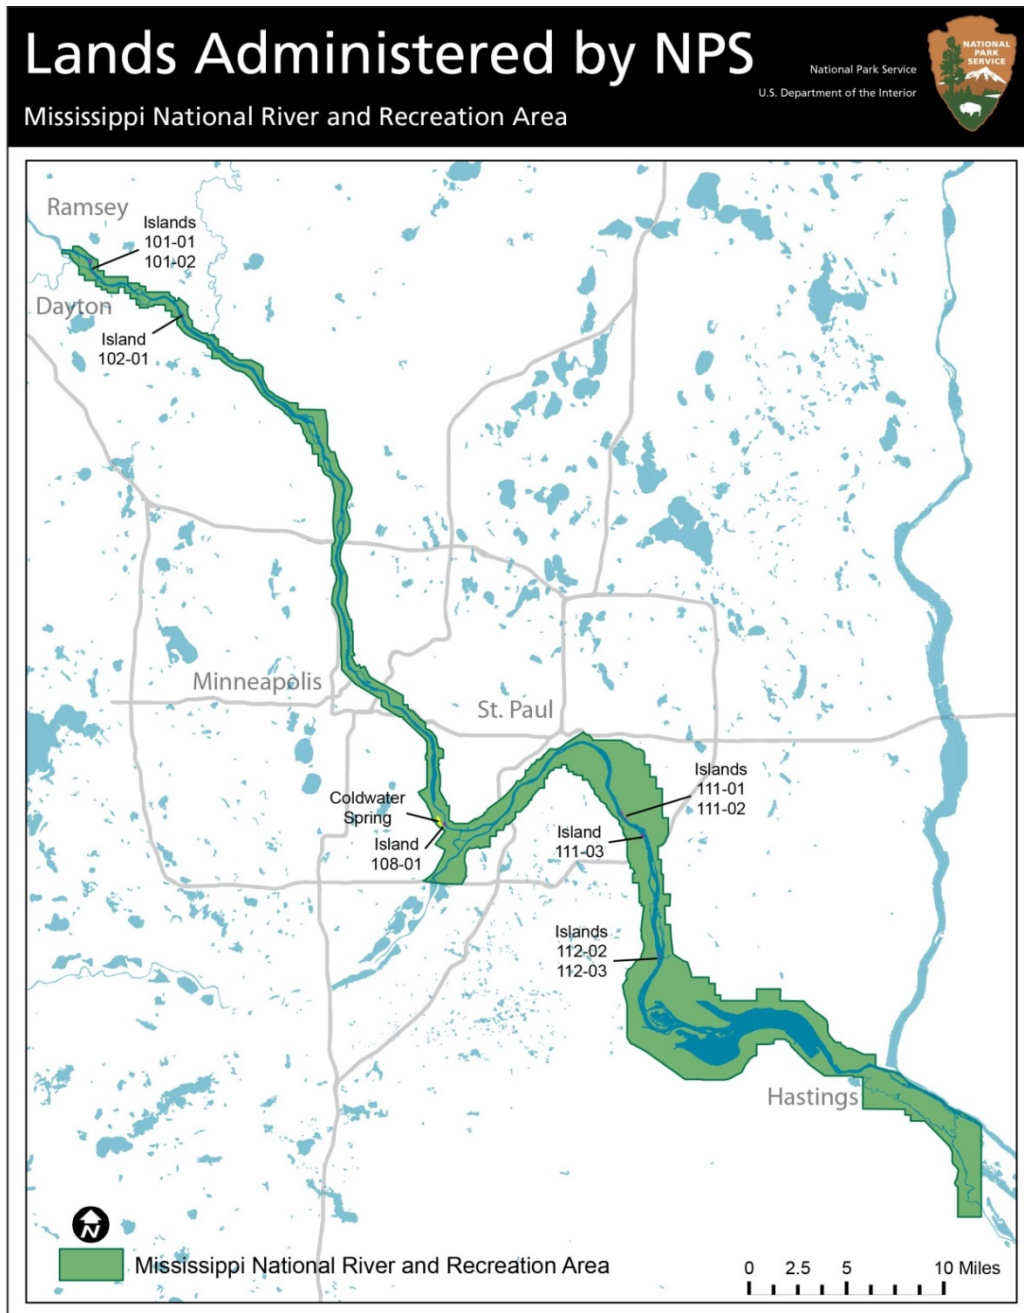 Lands Administered by NPS
Mississippi National River and Recreation Area
National Park Service
U.S. Department of the Interior
NATIONAL
PARK
SERVICE
Ramsey
Islands
101-01
101-02
Dayton
Island
102-01
Minneapolis
St. Paul
Coldwater
Spring
Island
108-01
Islands
111-01
111-02
Island
111-03
Islands
112-02
112-03
Hastings
N
Mississippi National River and Recreation Area
0 2.5 5 10 Miles